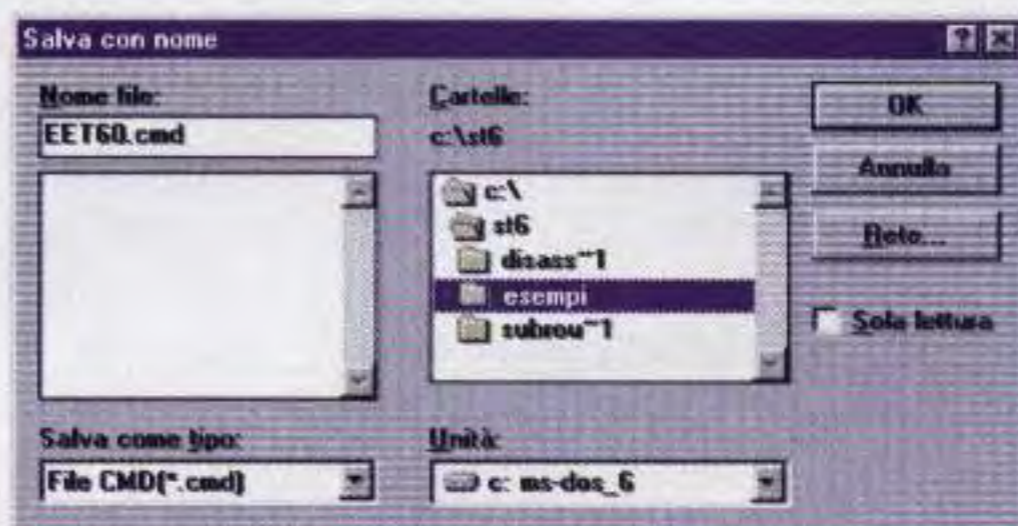 Salva con nome
Nome file:
EET60.cmd
Cartelle:
c:\st6
c:\
st6
disass~1
esempi
subrou~1
OK
Annulla
Rete...
Sola lettura
Salva come tipo:
File CMD(*.cmd)
Unità:
c: ms-dos_6